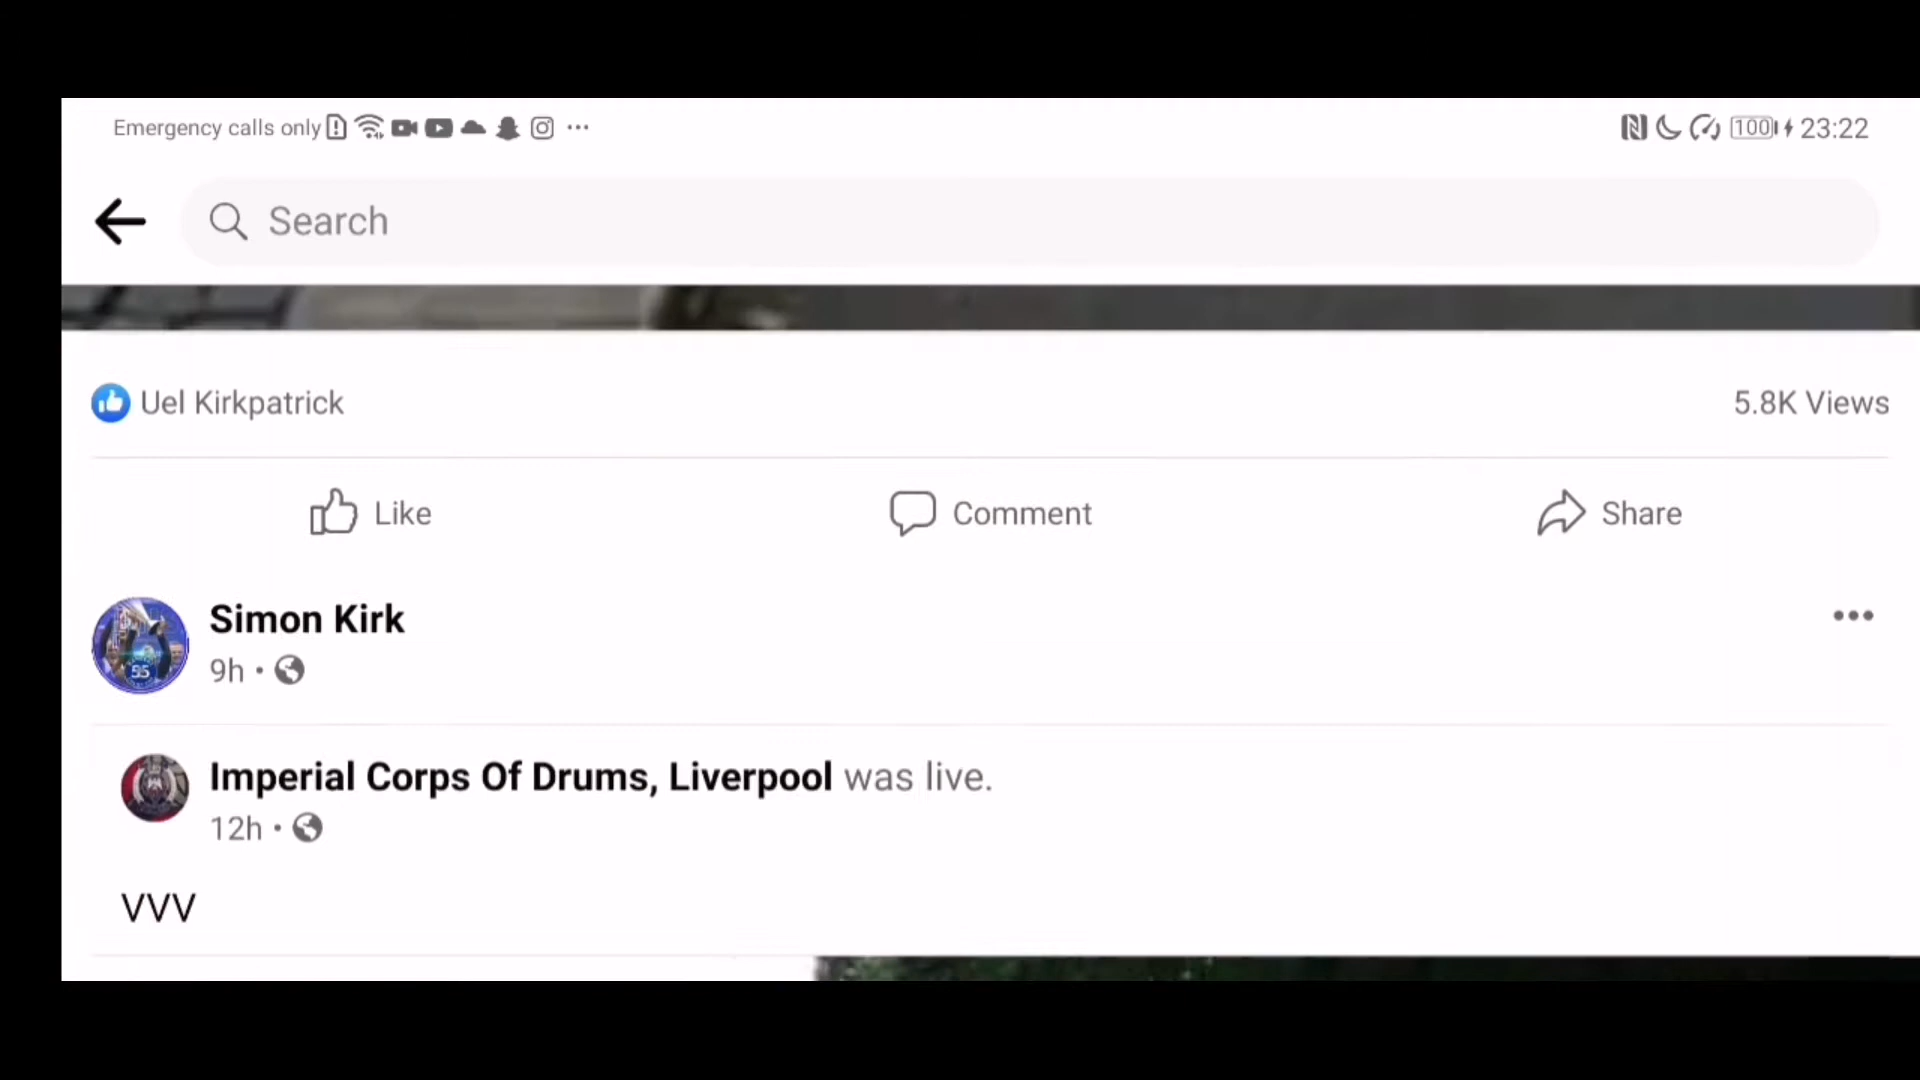 Emergency calls only
100 23:22
Search
Uel Kirkpatrick
5.8K Views
Like
Comment
Share
Simon Kirk
9h •
55
Imperial Corps Of Drums, Liverpool was live.
12h •
VVV